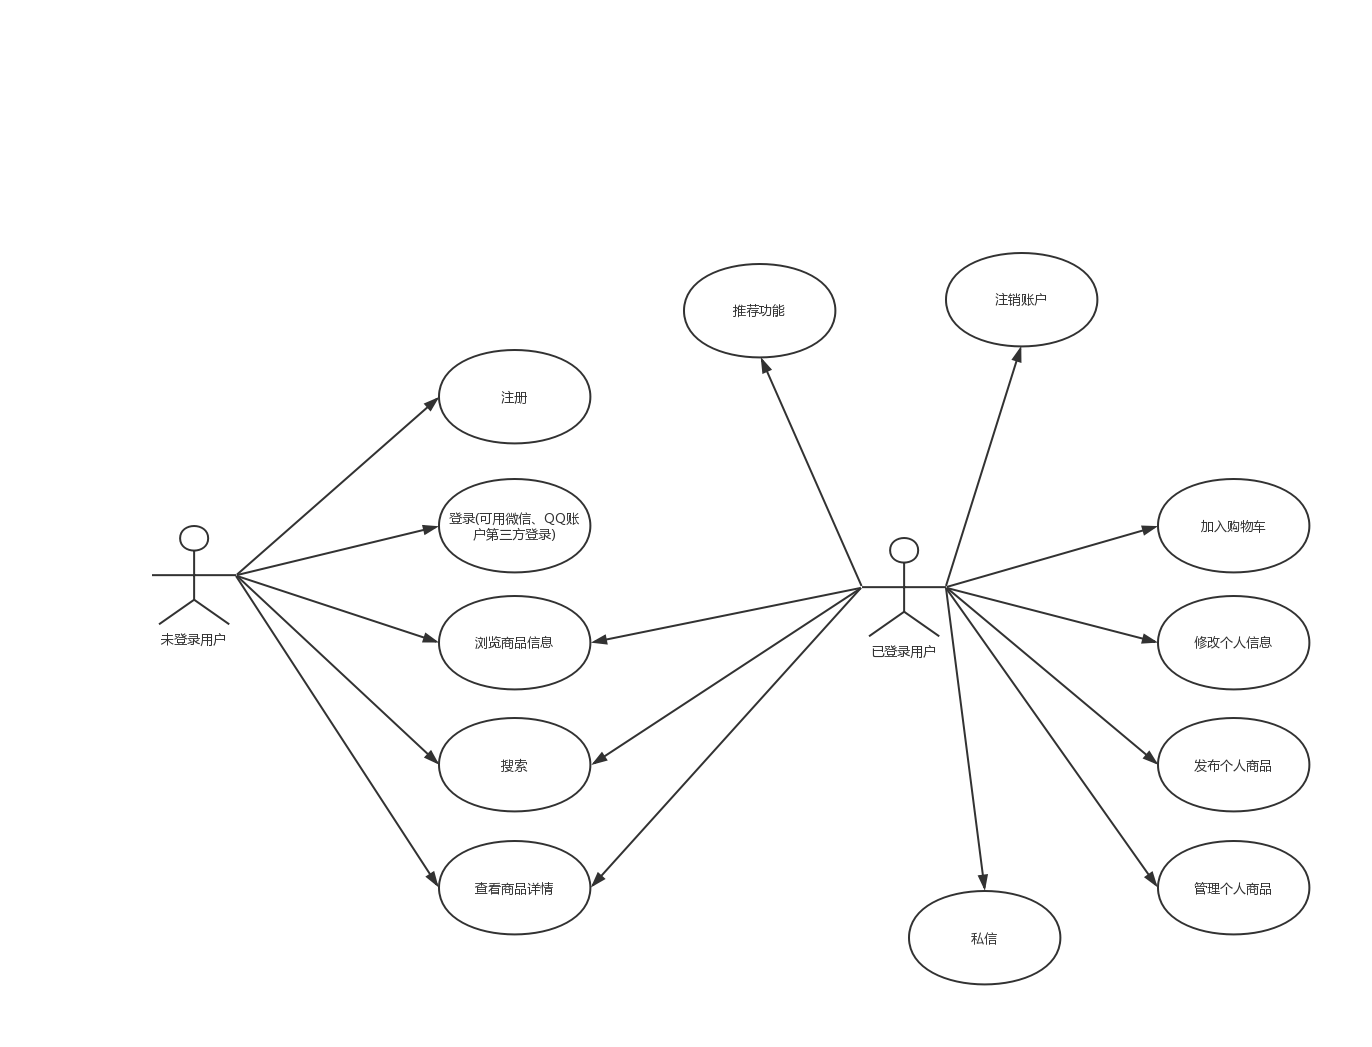 注销账户
推荐功能
注册
登录(可用微信、QQ账
户第三方登录)
加入购物车
未登录用户
浏览商品信息
已登录用户
修改个人信息
搜索
发布个人商品
查看商品详情
管理个人商品
私信